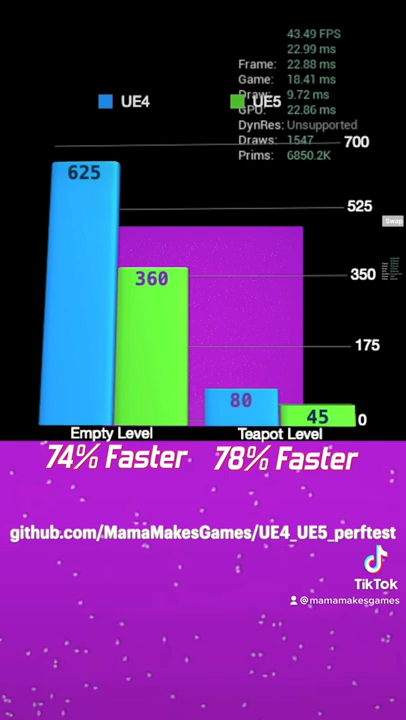 43.49 FPS
22.99 ms
Frame: 22.88 ms
Game: 18.41 ms
Draw: 9.72 ms
GPU: 22.86 ms
DynRes: Unsupported
Draws: 1547
Prims: 6850.2K
UE4
UE5
700
525
350
175
0
625
360
80
45
Empty Level
Teapot Level
74% Faster
78% Faster
github.com/MamaMakesGames/UE4_UE5_perftest
TikTok
@mamamakesgames